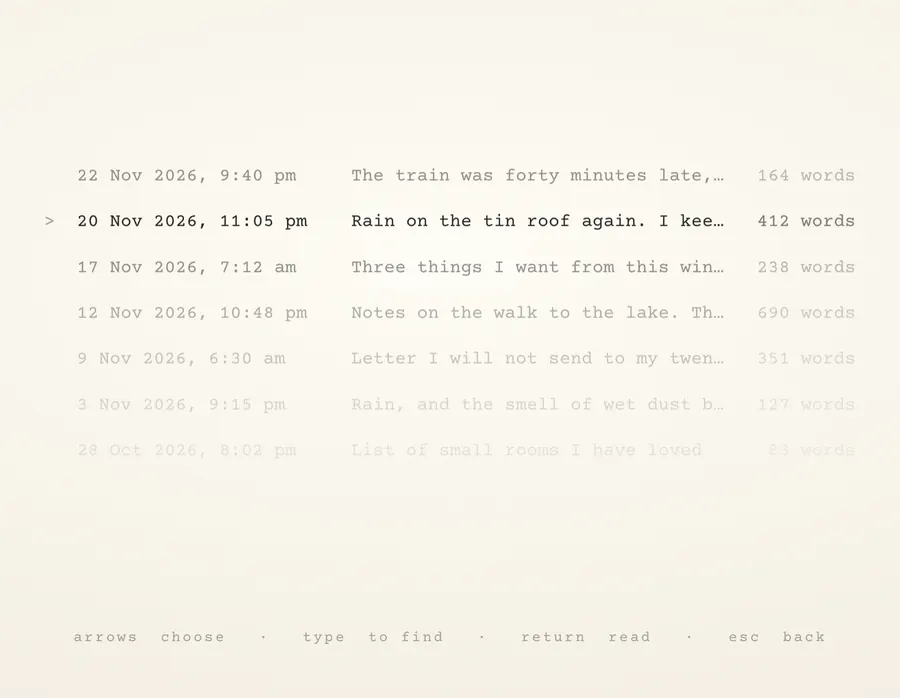 22 Nov 2026, 9:40 pm The train was forty minutes late,… 164 words
> 20 Nov 2026, 11:05 pm Rain on the tin roof again. I kee… 412 words
17 Nov 2026, 7:12 am Three things I want from this win… 238 words
12 Nov 2026, 10:48 pm Notes on the walk to the lake. Th… 690 words
9 Nov 2026, 6:30 am Letter I will not send to my twen… 351 words
3 Nov 2026, 9:15 pm Rain, and the smell of wet dust b… 127 words
28 Oct 2026, 8:02 pm List of small rooms I have loved 83 words
arrows choose · type to find · return read · esc back